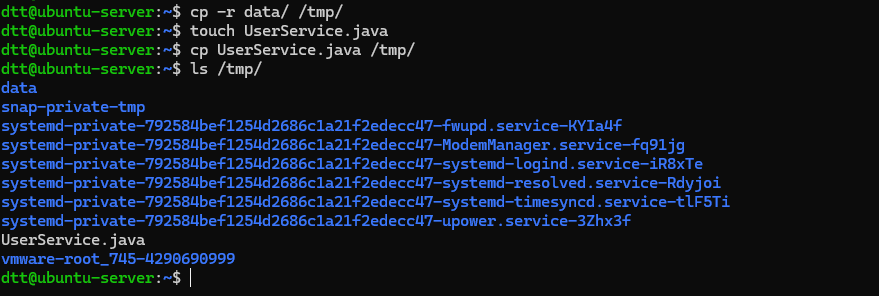 dtt@ubuntu-server:~$ cp -r data/ /tmp/
dtt@ubuntu-server:~$ touch UserService.java
dtt@ubuntu-server:~$ cp UserService.java /tmp/
dtt@ubuntu-server:~$ ls /tmp/
data
snap-private-tmp
systemd-private-792584bef1254d2686c1a21f2edecc47-fwupd.service-KYIa4f
systemd-private-792584bef1254d2686c1a21f2edecc47-ModemManager.service-fq91jg
systemd-private-792584bef1254d2686c1a21f2edecc47-systemd-logind.service-iR8xTe
systemd-private-792584bef1254d2686c1a21f2edecc47-systemd-resolved.service-Rdyjoi
systemd-private-792584bef1254d2686c1a21f2edecc47-systemd-timesyncd.service-tlF5Ti
systemd-private-792584bef1254d2686c1a21f2edecc47-upower.service-3Zhx3f
UserService.java
vmware-root_745-4290690999
dtt@ubuntu-server:~$